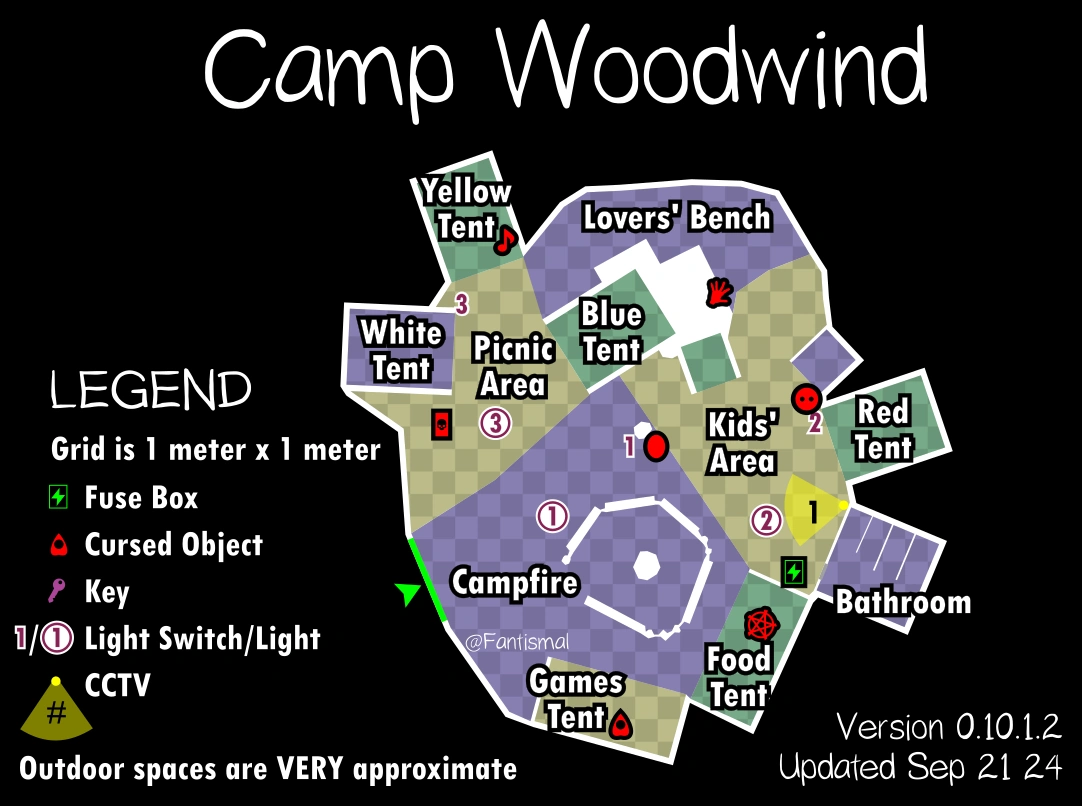 Camp Woodwind
Yellow
Tent
Lovers' Bench
3
White
Tent
Blue
Tent
Picnic
Area
3
1
Kids'
Area
2
Red
Tent
1
2
1
Campfire
Bathroom
@Fantismal
Food
Tent
Games
Tent
LEGEND
Grid is 1 meter x 1 meter
Fuse Box
Cursed Object
Key
1/1 Light Switch/Light
CCTV
#
Outdoor spaces are VERY approximate
Version 0.10.1.2
Updated Sep 21 24